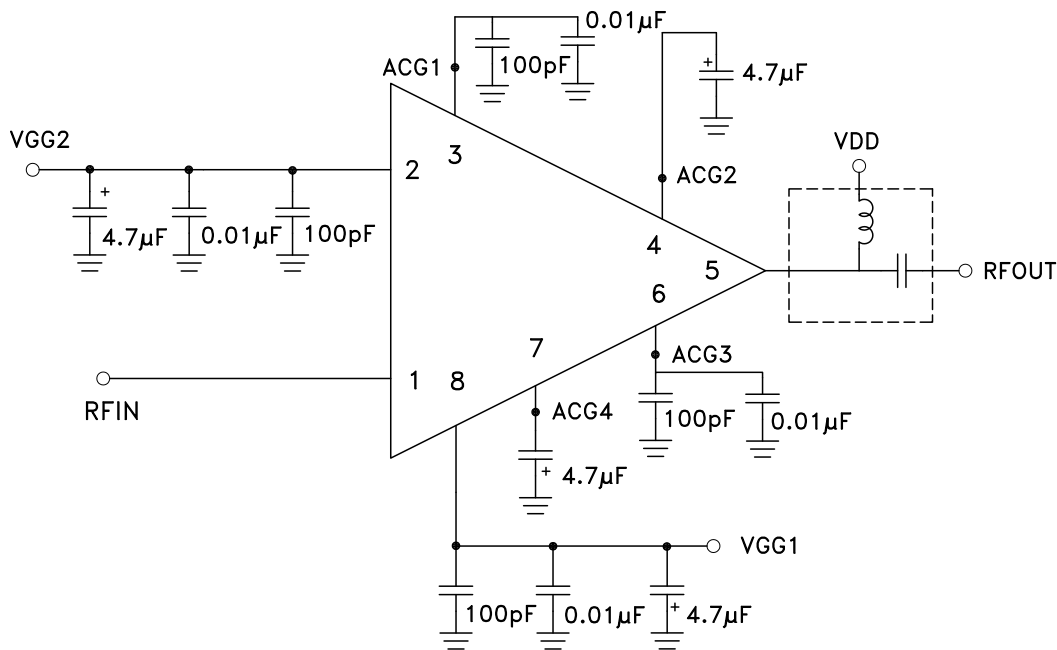 0.01µF
ACG1
100pF
+
4.7µF
VGG2
2
3
ACG2
VDD
+
4.7µF
0.01µF
100pF
4
5
RFOUT
6
7
ACG3
RFIN
1
8
ACG4
100pF
0.01µF
+
4.7µF
VGG1
100pF
0.01µF
+
4.7µF